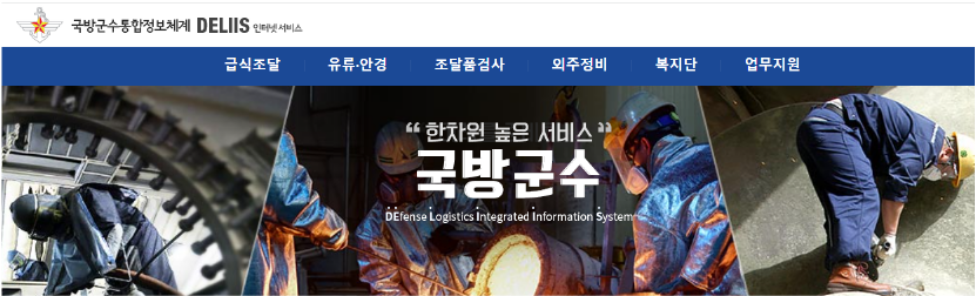 국방군수통합정보체계 DELIIS 인터넷서비스
급식조달 유류·안경 조달품검사 외주정비 복지단 업무지원
“ 한차원 높은 서비스 ”
국방군수
DEfense Logistics Integrated Information System